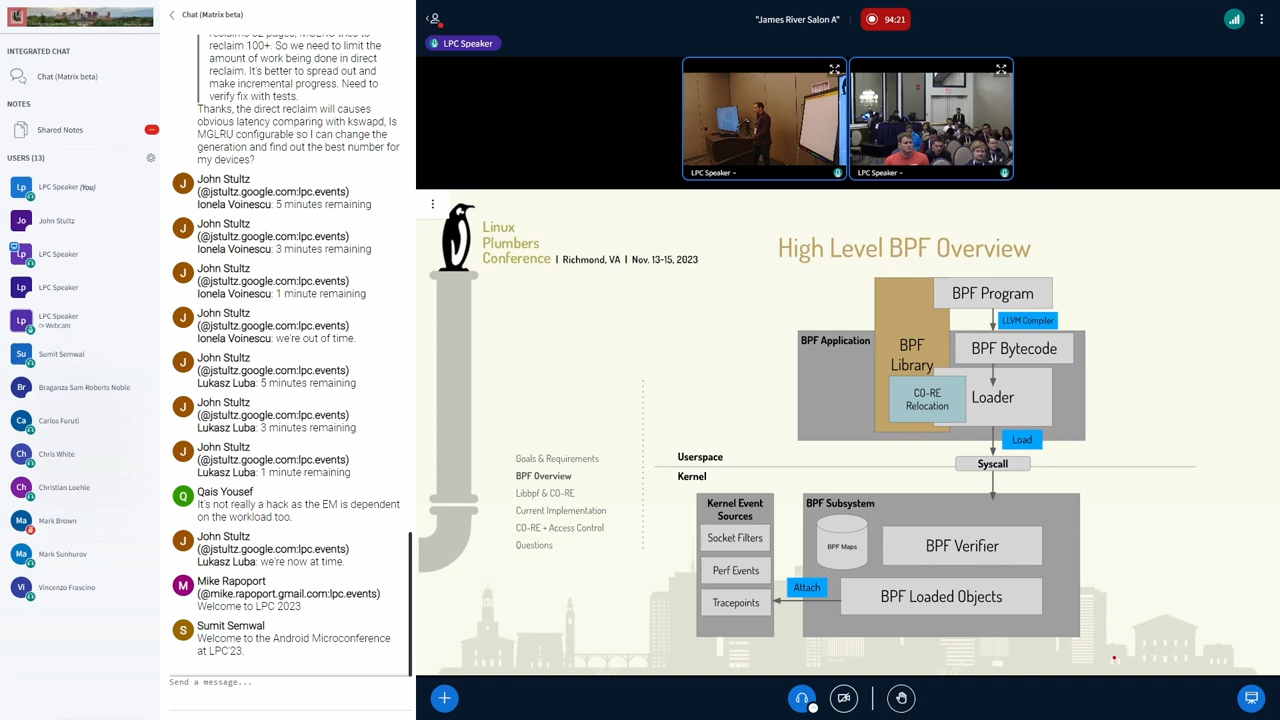 INTEGRATED CHAT
Chat (Matrix beta)
NOTES
Shared Notes
USERS (13)
Lp
LPC Speaker (You)
Jo
John Stultz
Lp
LPC Speaker
Lp
LPC Speaker
Lp
LPC Speaker
Webcam
Su
Sumit Semwal
Br
Braganza Sam Roberts Noble
Ca
Carlos Furuti
Ch
Chris White
Ch
Christian Loehle
Ma
Mark Brown
Ma
Mark Sunhurov
Vi
Vincenzo Frascino
Chat (Matrix beta)
reclaims 32 pages, MGLRU tries to
reclaim 100+. So we need to limit the
amount of work being done in direct
reclaim. It's better to spread out and
make incremental progress. Need to
verify fix with tests.
Thanks, the direct reclaim will causes
obvious latency comparing with kswapd, Is
MGLRU configurable so I can change the
generation and find out the best number for
my devices?
J
John Stultz
(@jstultz.google.com:lpc.events)
Ionela Voinescu: 5 minutes remaining
J
John Stultz
(@jstultz.google.com:lpc.events)
Ionela Voinescu: 3 minutes remaining
J
John Stultz
(@jstultz.google.com:lpc.events)
Ionela Voinescu: 1 minute remaining
J
John Stultz
(@jstultz.google.com:lpc.events)
Ionela Voinescu: we're out of time.
J
John Stultz
(@jstultz.google.com:lpc.events)
Lukasz Luba: 5 minutes remaining
J
John Stultz
(@jstultz.google.com:lpc.events)
Lukasz Luba: 3 minutes remaining
J
John Stultz
(@jstultz.google.com:lpc.events)
Lukasz Luba: 1 minute remaining
Q
Qais Yousef
It's not really a hack as the EM is dependent
on the workload too.
J
John Stultz
(@jstultz.google.com:lpc.events)
Lukasz Luba: we're now at time.
M
Mike Rapoport
(@mike.rapoport.gmail.com:lpc.events)
Welcome to LPC 2023
S
Sumit Semwal
Welcome to the Android Microconference
at LPC'23.
Send a message...
"James River Salon A"
94:21
LPC Speaker
LPC Speaker
LPC Speaker
Linux
Plumbers
Conference | Richmond, VA | Nov. 13-15, 2023
High Level BPF Overview
BPF Program
LLVM Compiler
BPF Application
BPF
Library
BPF Bytecode
CO-RE
Relocation
Loader
Load
Userspace
Syscall
Kernel
Goals & Requirements
BPF Overview
Libbpf & CO-RE
Current Implementation
CO-RE + Access Control
Questions
Kernel Event
Sources
Socket Filters
Perf Events
Tracepoints
Attach
BPF Subsystem
BPF Maps
BPF Verifier
BPF Loaded Objects